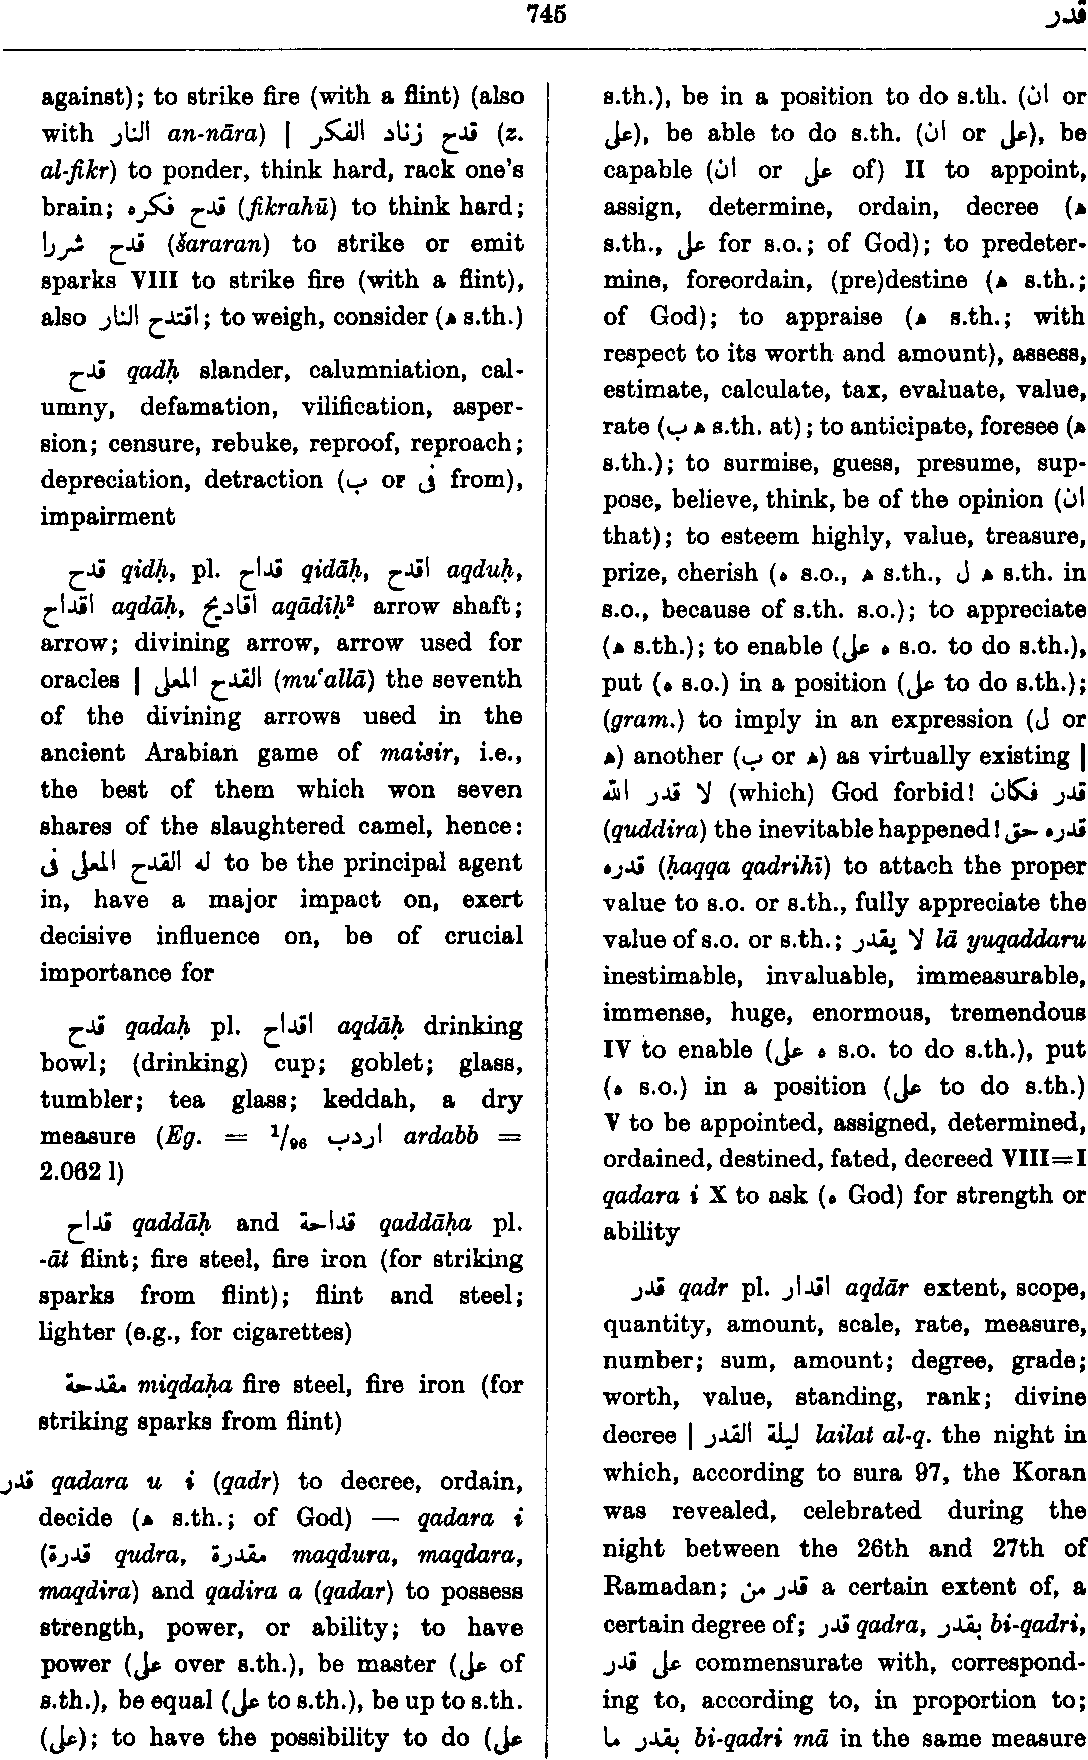 745
قدر
against); to strike fire (with a flint) (also
with النار an-nāra) | قدح زناد الفكر (z.
al-fikr) to ponder, think hard, rack one's
brain; قدح فكره (fikrahū) to think hard;
قدح شررا (šararan) to strike or emit
sparks VIII to strike fire (with a flint),
also اقتدح النار; to weigh, consider (ه s.th.)
قدح qadḥ slander, calumniation, cal-
umny, defamation, vilification, asper-
sion; censure, rebuke, reproof, reproach;
depreciation, detraction (ب or فى from),
impairment
قدح qidḥ, pl. قداح qidāḥ, اقدح aqduḥ,
اقداح aqdāḥ, اقادح aqādiḥ² arrow shaft;
arrow; divining arrow, arrow used for
oracles | القدح المعلى (muʿallā) the seventh
of the divining arrows used in the
ancient Arabian game of maisir, i.e.,
the best of them which won seven
shares of the slaughtered camel, hence:
له القدح المعلى فى to be the principal agent
in, have a major impact on, exert
decisive influence on, be of crucial
importance for
قدح qadaḥ pl. اقداح aqdāḥ drinking
bowl; (drinking) cup; goblet; glass,
tumbler; tea glass; keddah, a dry
measure (Eg. = 1/96 اردب ardabb =
2.062 l)
قداح qaddāḥ and قداحة qaddāḥa pl.
-āt flint; fire steel, fire iron (for striking
sparks from flint); flint and steel;
lighter (e.g., for cigarettes)
مقدحة miqdaḥa fire steel, fire iron (for
striking sparks from flint)
قدر qadara u i (qadr) to decree, ordain,
decide (ه s.th.; of God) — qadara i
(قدرة qudra, مقدرة maqdura, maqdara,
maqdira) and qadira a (qadar) to possess
strength, power, or ability; to have
power (على over s.th.), be master (على of
s.th.), be equal (على to s.th.), be up to s.th.
(على); to have the possibility to do (على
s.th.), be in a position to do s.th. (ان or
على), be able to do s.th. (ان or على), be
capable (ان or على of) II to appoint,
assign, determine, ordain, decree (ه
s.th., على for s.o.; of God); to predeter-
mine, foreordain, (pre)destine (ه s.th.;
of God); to appraise (ه s.th.; with
respect to its worth and amount), assess,
estimate, calculate, tax, evaluate, value,
rate (ه ب s.th. at); to anticipate, foresee (ه
s.th.); to surmise, guess, presume, sup-
pose, believe, think, be of the opinion (ان
that); to esteem highly, value, treasure,
prize, cherish (ه s.o., ه s.th., ه ل s.th. in
s.o., because of s.th. s.o.); to appreciate
(ه s.th.); to enable (ه على s.o. to do s.th.),
put (ه s.o.) in a position (على to do s.th.);
(gram.) to imply in an expression (ل or
ه) another (ب or ه) as virtually existing |
لا قدر الله (which) God forbid! قدر فكان
(quddira) the inevitable happened! قدره حق
قدره (ḥaqqa qadrihī) to attach the proper
value to s.o. or s.th., fully appreciate the
value of s.o. or s.th.; لا يقدر lā yuqaddaru
inestimable, invaluable, immeasurable,
immense, huge, enormous, tremendous
IV to enable (ه على s.o. to do s.th.), put
(ه s.o.) in a position (على to do s.th.)
V to be appointed, assigned, determined,
ordained, destined, fated, decreed VIII=I
qadara i X to ask (ه God) for strength or
ability
قدر qadr pl. اقدار aqdār extent, scope,
quantity, amount, scale, rate, measure,
number; sum, amount; degree, grade;
worth, value, standing, rank; divine
decree | ليلة القدر lailat al-q. the night in
which, according to sura 97, the Koran
was revealed, celebrated during the
night between the 26th and 27th of
Ramadan; قدر من a certain extent of, a
certain degree of; قدر qadra, بقدر bi-qadri,
على قدر commensurate with, correspond-
ing to, according to, in proportion to;
بقدر ما bi-qadri mā in the same measure